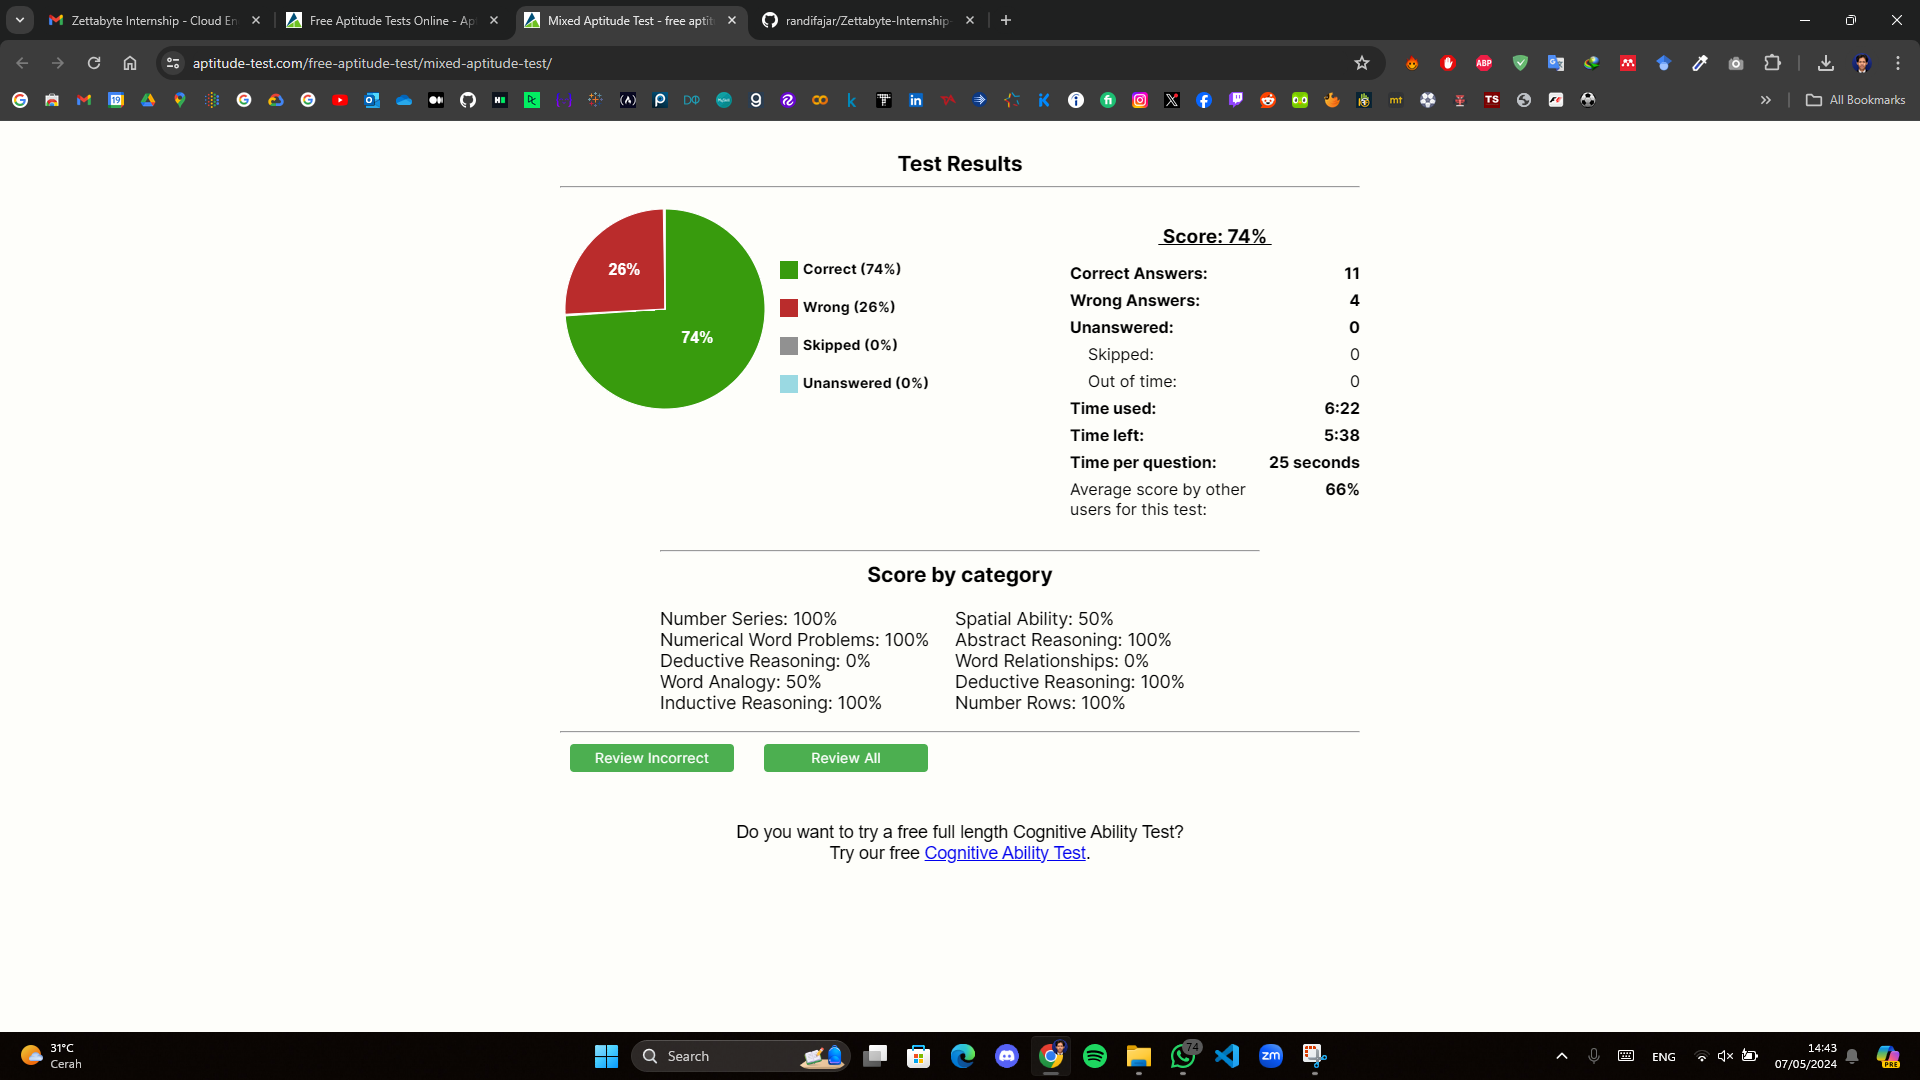 Zettabyte Internship - Cloud En
Free Aptitude Tests Online - Ap
Mixed Aptitude Test - free aptit
randifajar/Zettabyte-Internship-
aptitude-test.com/free-aptitude-test/mixed-aptitude-test/
All Bookmarks
Test Results
26%
74%
Correct (74%)
Wrong (26%)
Skipped (0%)
Unanswered (0%)
Score: 74%
Correct Answers: 11
Wrong Answers: 4
Unanswered: 0
Skipped: 0
Out of time: 0
Time used: 6:22
Time left: 5:38
Time per question: 25 seconds
Average score by other 66%
users for this test:
Score by category
Number Series: 100%
Numerical Word Problems: 100%
Deductive Reasoning: 0%
Word Analogy: 50%
Inductive Reasoning: 100%
Spatial Ability: 50%
Abstract Reasoning: 100%
Word Relationships: 0%
Deductive Reasoning: 100%
Number Rows: 100%
Review Incorrect
Review All
Do you want to try a free full length Cognitive Ability Test?
Try our free Cognitive Ability Test.
31°C
Cerah
Search
74
ENG
14:43
07/05/2024